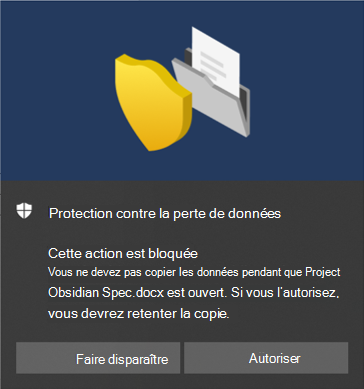 Protection contre la perte de données
Cette action est bloquée
Vous ne devez pas copier les données pendant que Project
Obsidian Spec.docx est ouvert. Si vous l'autorisez,
vous devrez retenter la copie.
Faire disparaître
Autoriser